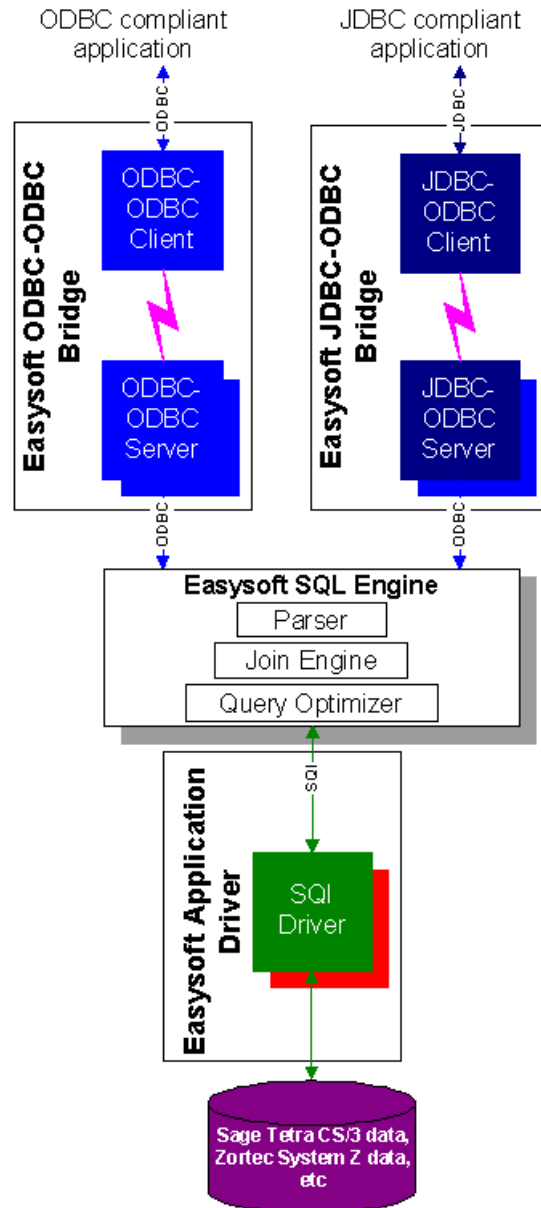 ODBC compliant
application
JDBC compliant
application
ODBC
JDBC
Easysoft ODBC-ODBC
Bridge
ODBC-
ODBC
Client
ODBC-
ODBC
Server
Easysoft JDBC-ODBC
Bridge
JDBC-
ODBC
Client
JDBC-
ODBC
Server
ODBC
ODBC
Easysoft SQL Engine
Parser
Join Engine
Query Optimizer
SQI
Easysoft Application
Driver
SQI
Driver
Sage Tetra CS/3 data,
Zortec System Z data,
etc